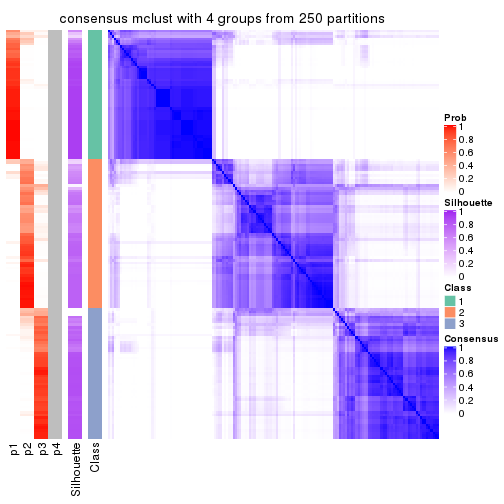 consensus mclust with 4 groups from 250 partitions
Prob
1
0.8
0.6
0.4
0.2
0
Silhouette
1
0.8
0.6
0.4
0.2
0
Class
1
2
3
Consensus
1
0.8
0.6
0.4
0.2
0
p1
p2
p3
p4
Silhouette
Class